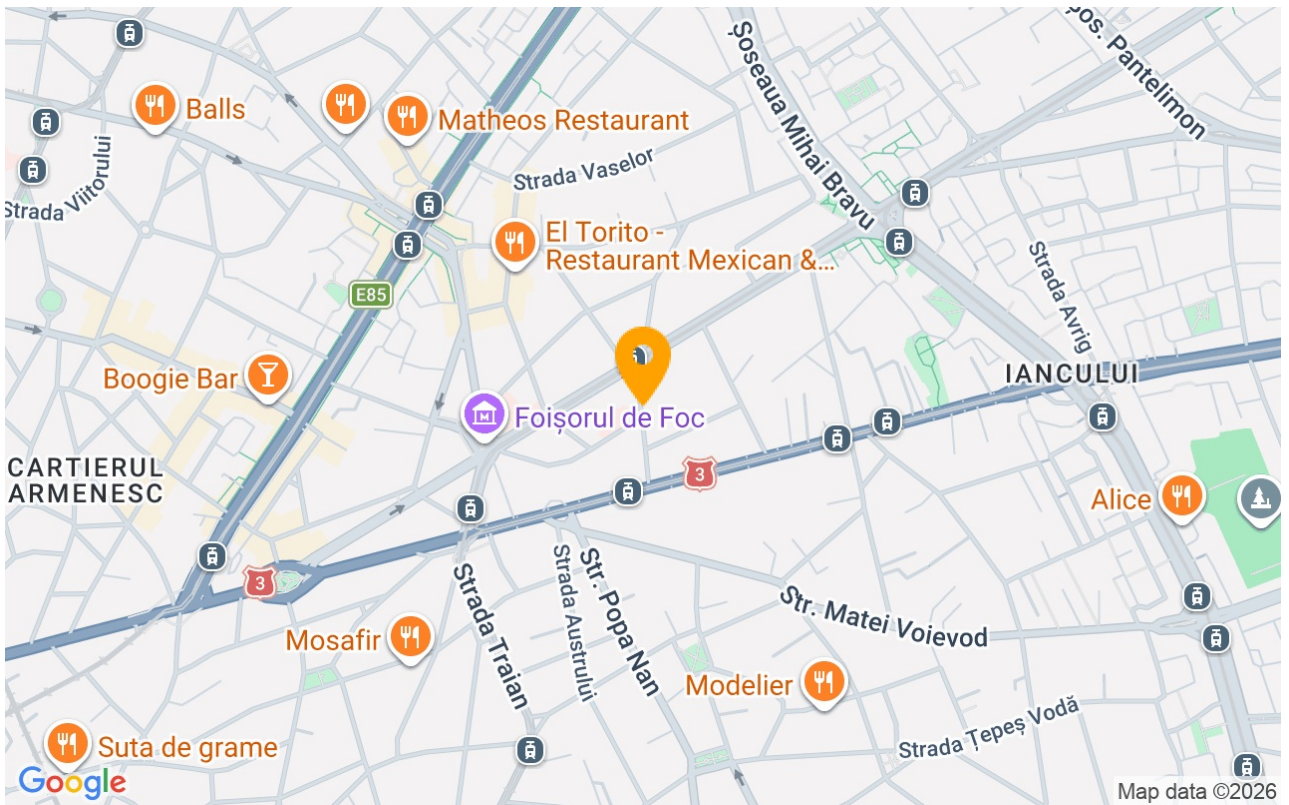 Șoseaua Mihai Bravu
Șos. Pantelimon
Balls
Matheos Restaurant
Strada Vaselor
Strada Viitorului
El Torito -
Restaurant Mexican &...
E85
Strada Avrig
Boogie Bar
IANCULUI
Foișorul de Foc
CARTIERUL
ARMENESC
3
Alice
3
Strada Traian
Strada Austrului
Str. Popa Nan
Str. Matei Voievod
Mosafir
Modelier
Strada Țepeș Vodă
Suta de grame
Google
Map data ©2026